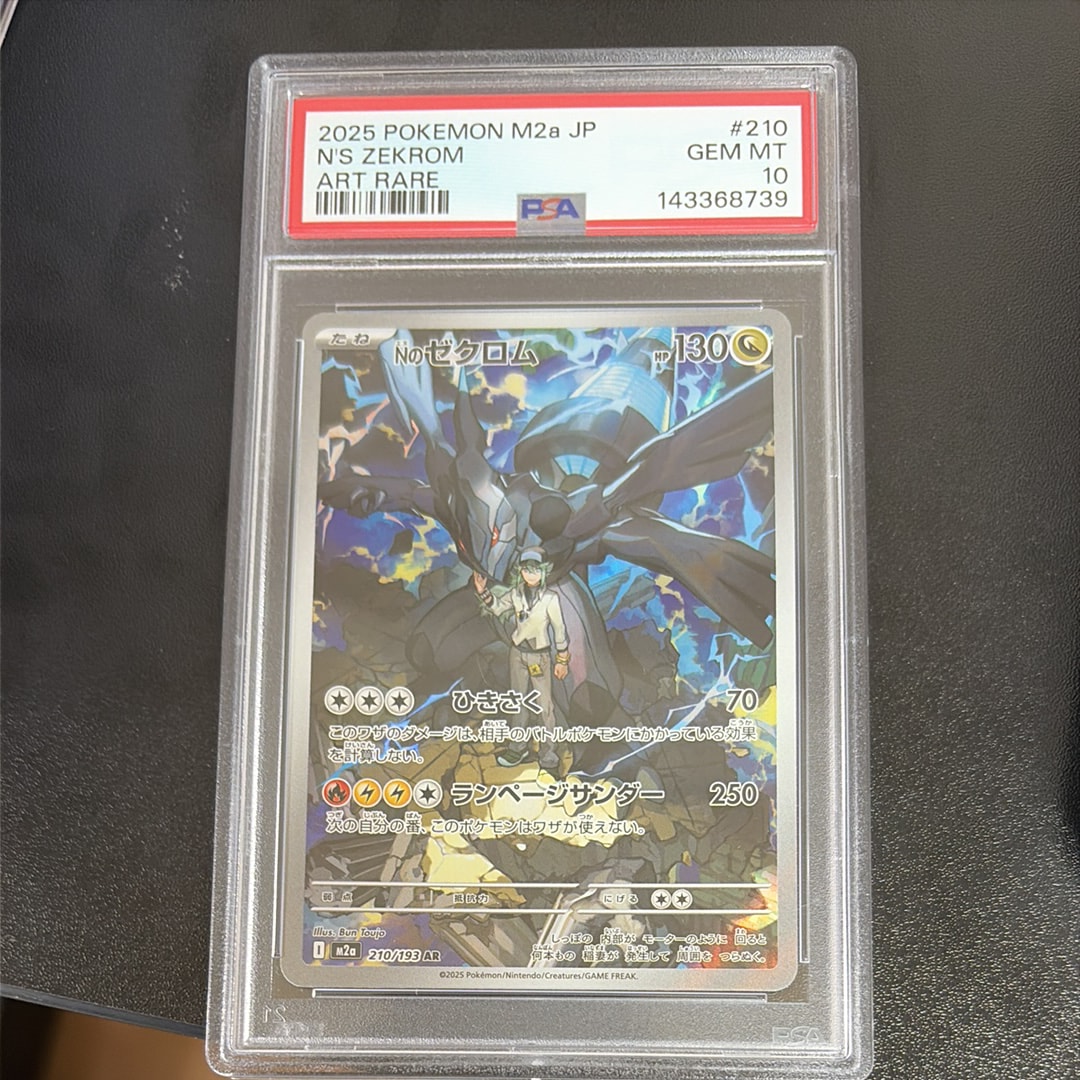 2025 POKEMON M2a JP #210
N'S ZEKROM GEM MT
ART RARE 10
PSA 143368739
たね
Nのゼクロム HP 130
ひきさく 70
このワザのダメージは、相手のバトルポケモンにかかっている効果
を計算しない。
ランページサンダー 250
次の自分の番、このポケモンはワザが使えない。
弱点 抵抗力 にげる
Illus. Bun Toujo
しっぽの 内部が モーターのように 回ると
I M2a 210/193 AR
何本もの 稲妻が 発生して 周囲を つらぬく。
©2025 Pokémon/Nintendo/Creatures/GAME FREAK.
PSA